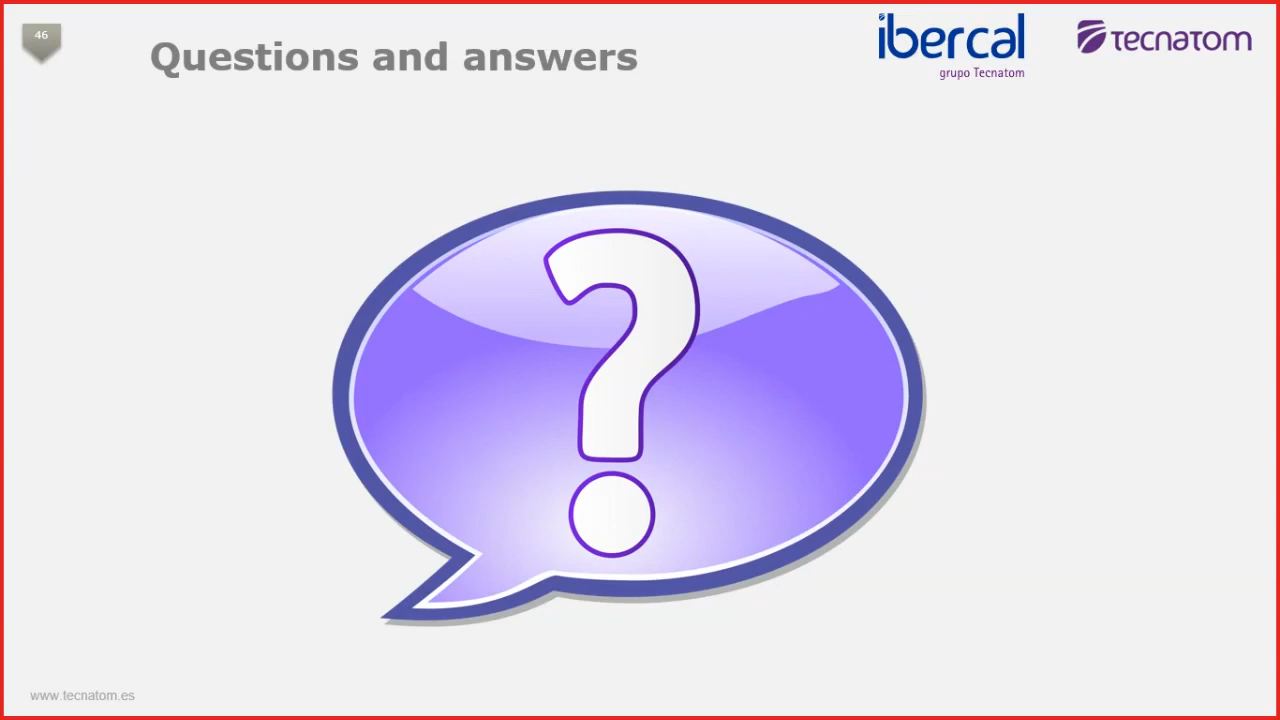 46
Questions and answers
ibercal
grupo Tecnatom
Tecnatom
?
www.tecnatom.es